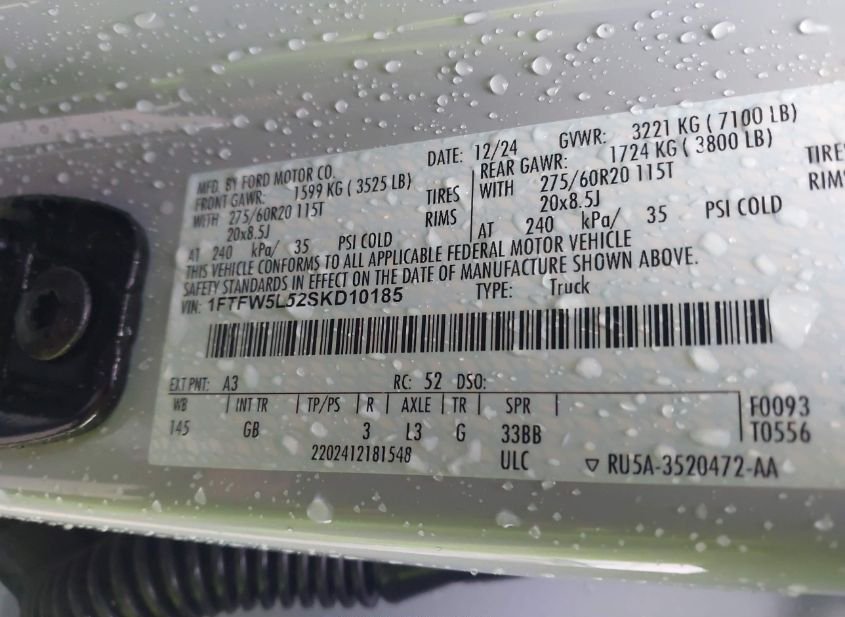 MFD. BY FORD MOTOR CO. DATE: 12/24 GVWR: 3221 KG ( 7100 LB)
FRONT GAWR: 1599 KG ( 3525 LB) REAR GAWR: 1724 KG ( 3800 LB)
WITH 275/60R20 115T TIRES WITH 275/60R20 115T TIRE
20x8.5J RIMS 20x8.5J RIM
AT 240 kPa/ 35 PSI COLD AT 240 kPa/ 35 PSI COLD
THIS VEHICLE CONFORMS TO ALL APPLICABLE FEDERAL MOTOR VEHICLE
SAFETY STANDARDS IN EFFECT ON THE DATE OF MANUFACTURE SHOWN ABOVE.
VIN: 1FTFW5L52SKD10185 TYPE: Truck
EXT PNT: A3 RC: 52 DSO:
WB | INT TR | TP/PS | R | AXLE | TR | SPR | F0093
145 GB 3 L3 G 33BB T0556
2202412181548 ULC ▽ RU5A-3520472-AA